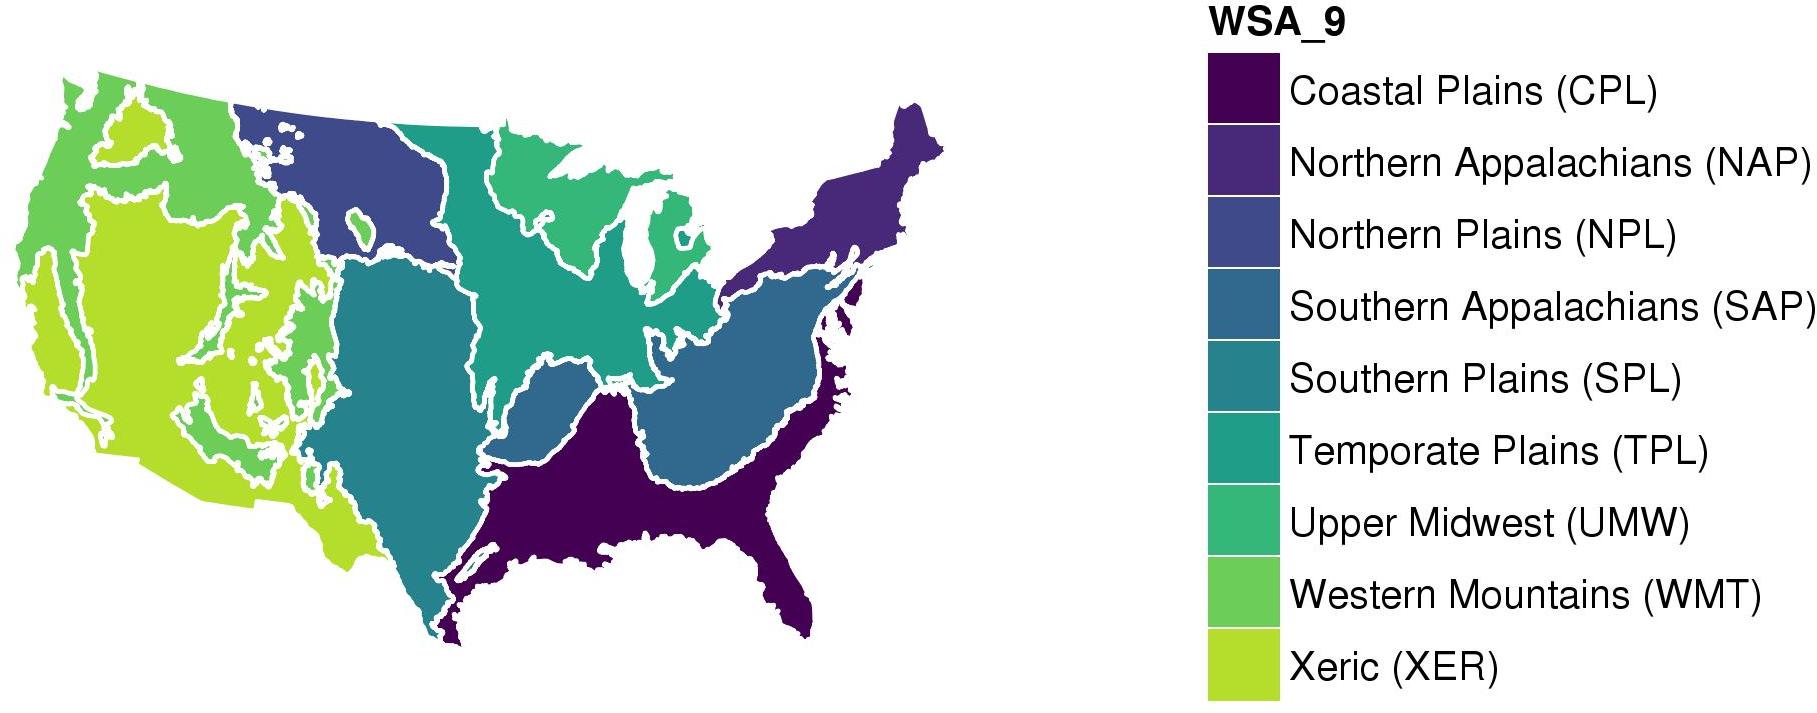 WSA_9
Coastal Plains (CPL)
Northern Appalachians (NAP)
Northern Plains (NPL)
Southern Appalachians (SAP)
Southern Plains (SPL)
Temporate Plains (TPL)
Upper Midwest (UMW)
Western Mountains (WMT)
Xeric (XER)